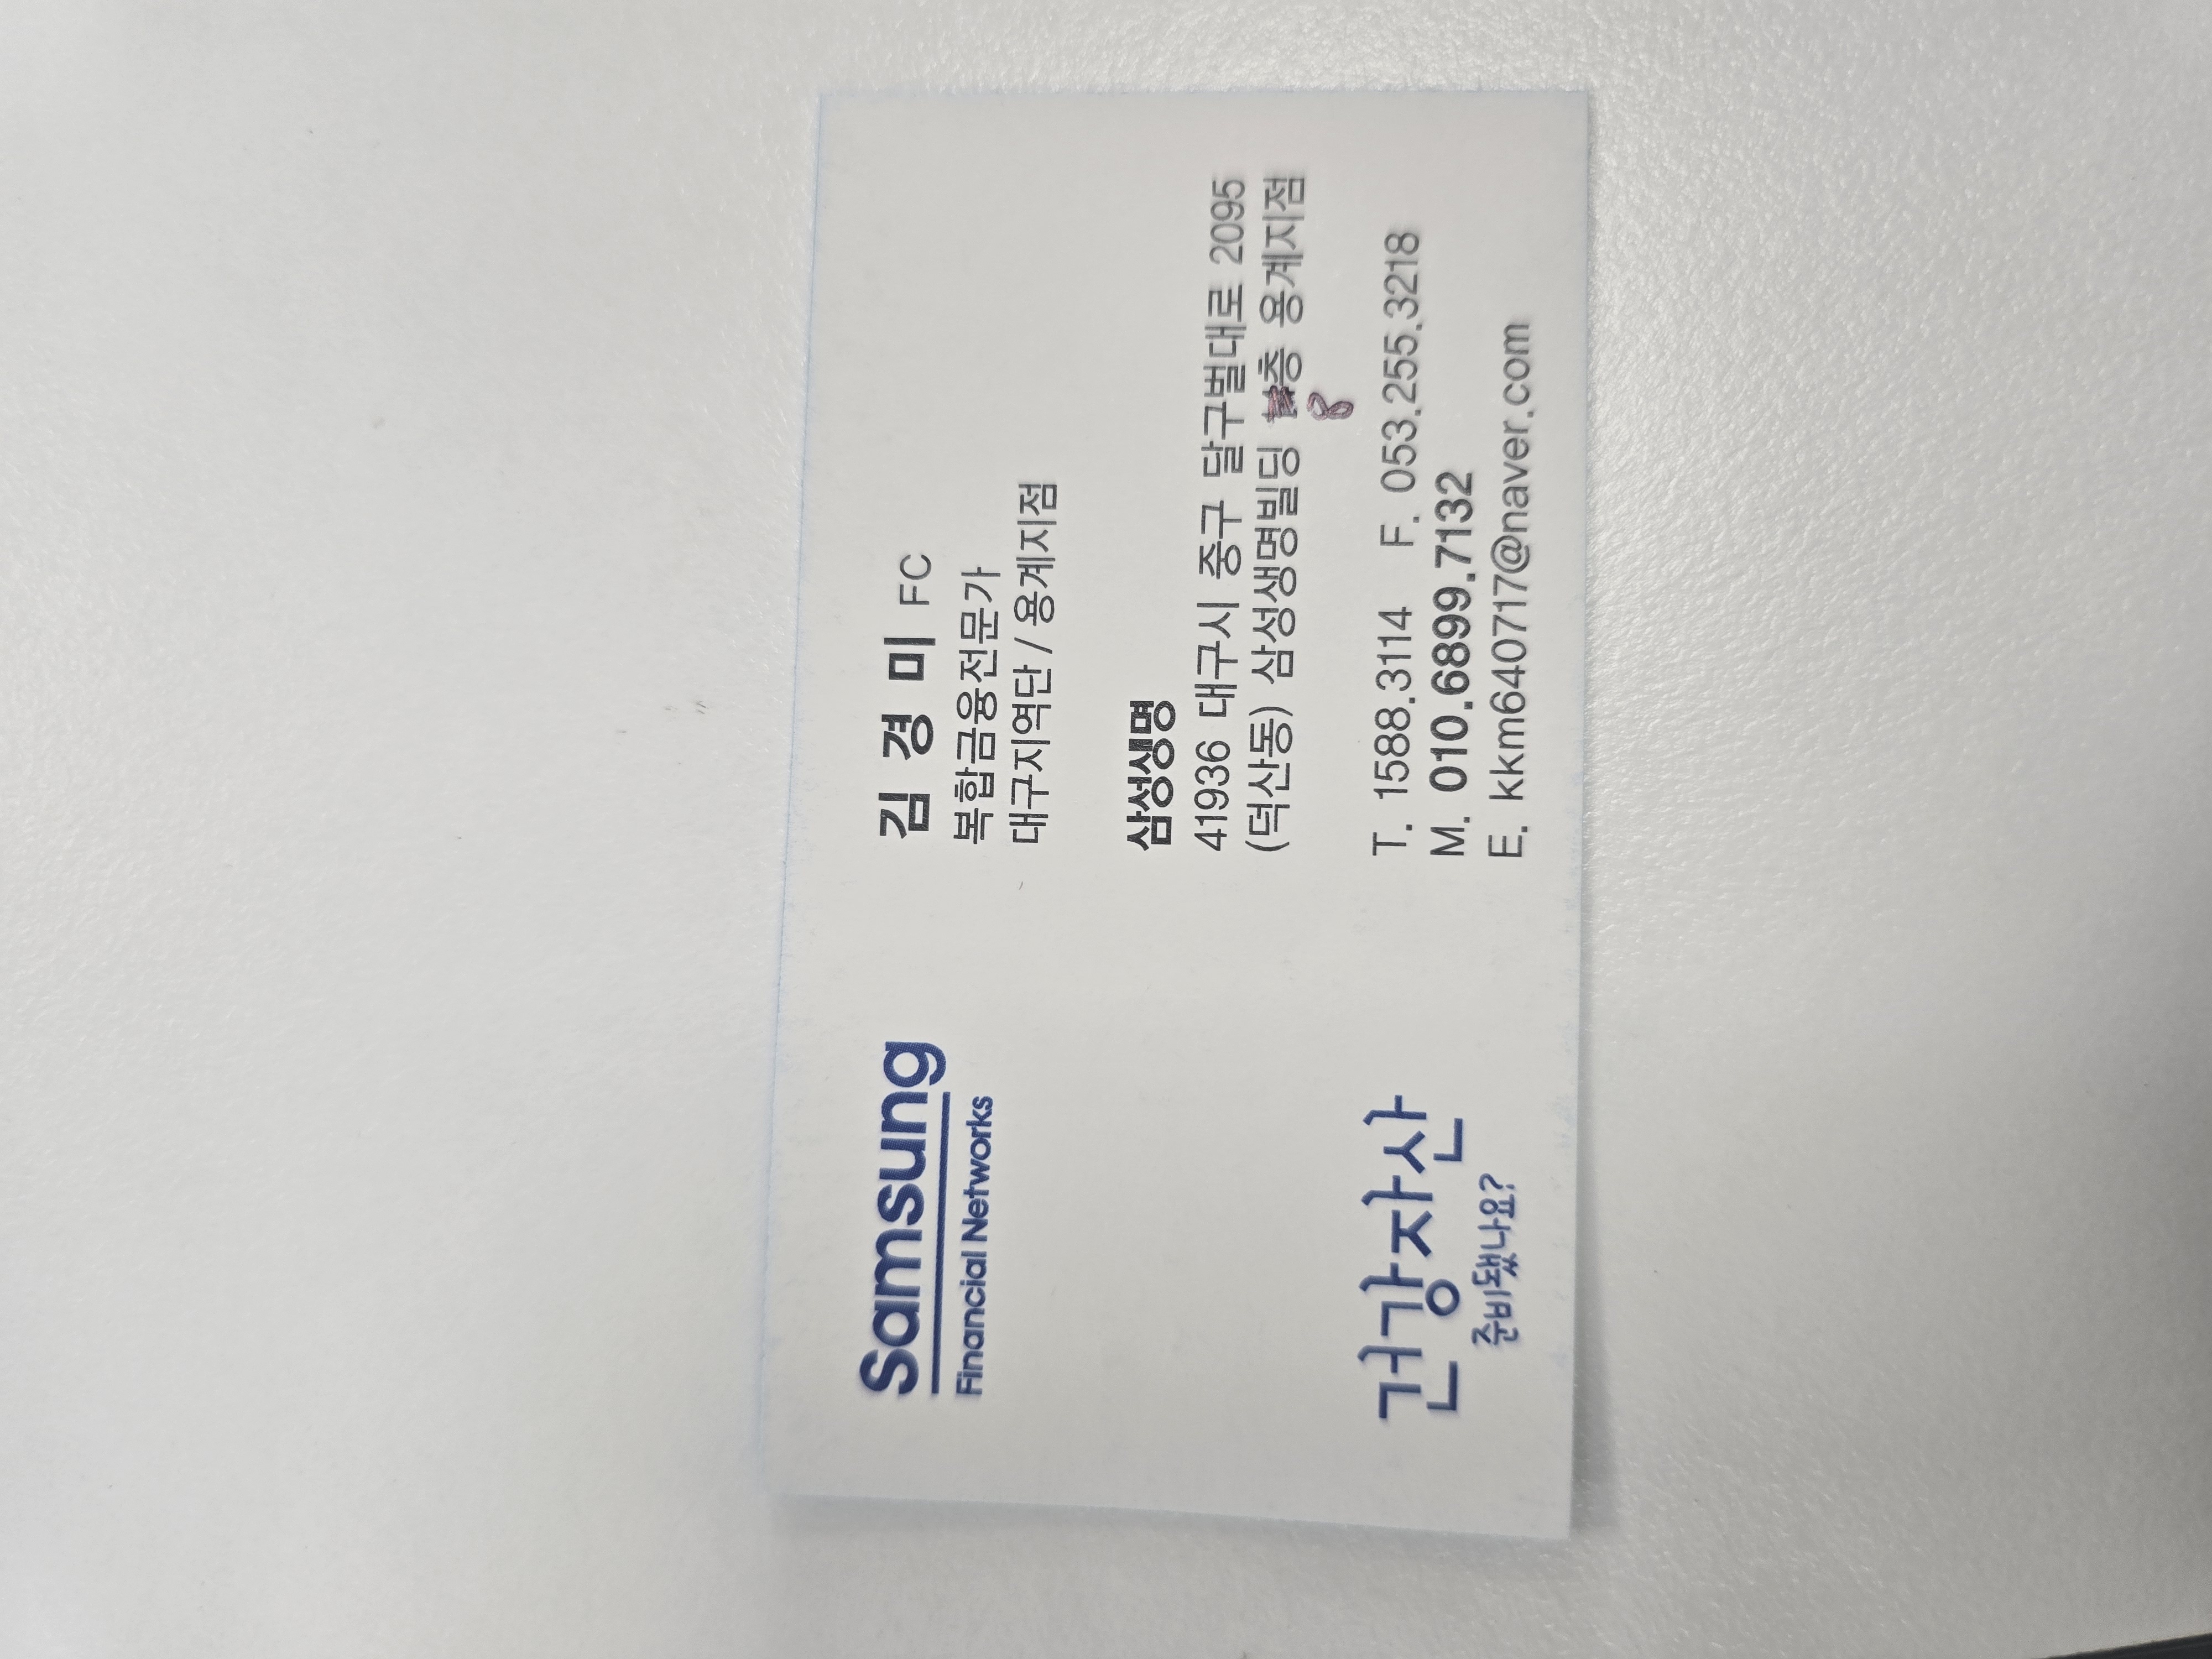 Samsung
Financial Networks
건강자산
준비됐나요?
김 경 미 FC
복합금융전문가
대구지역단 / 용계지점
삼성생명
41936 대구시 중구 달구벌대로 2095
(덕산동) 삼성생명빌딩 층 용계지점
8
T. 1588.3114 F. 053.255.3218
M. 010.6899.7132
E. kkm640717@naver.com